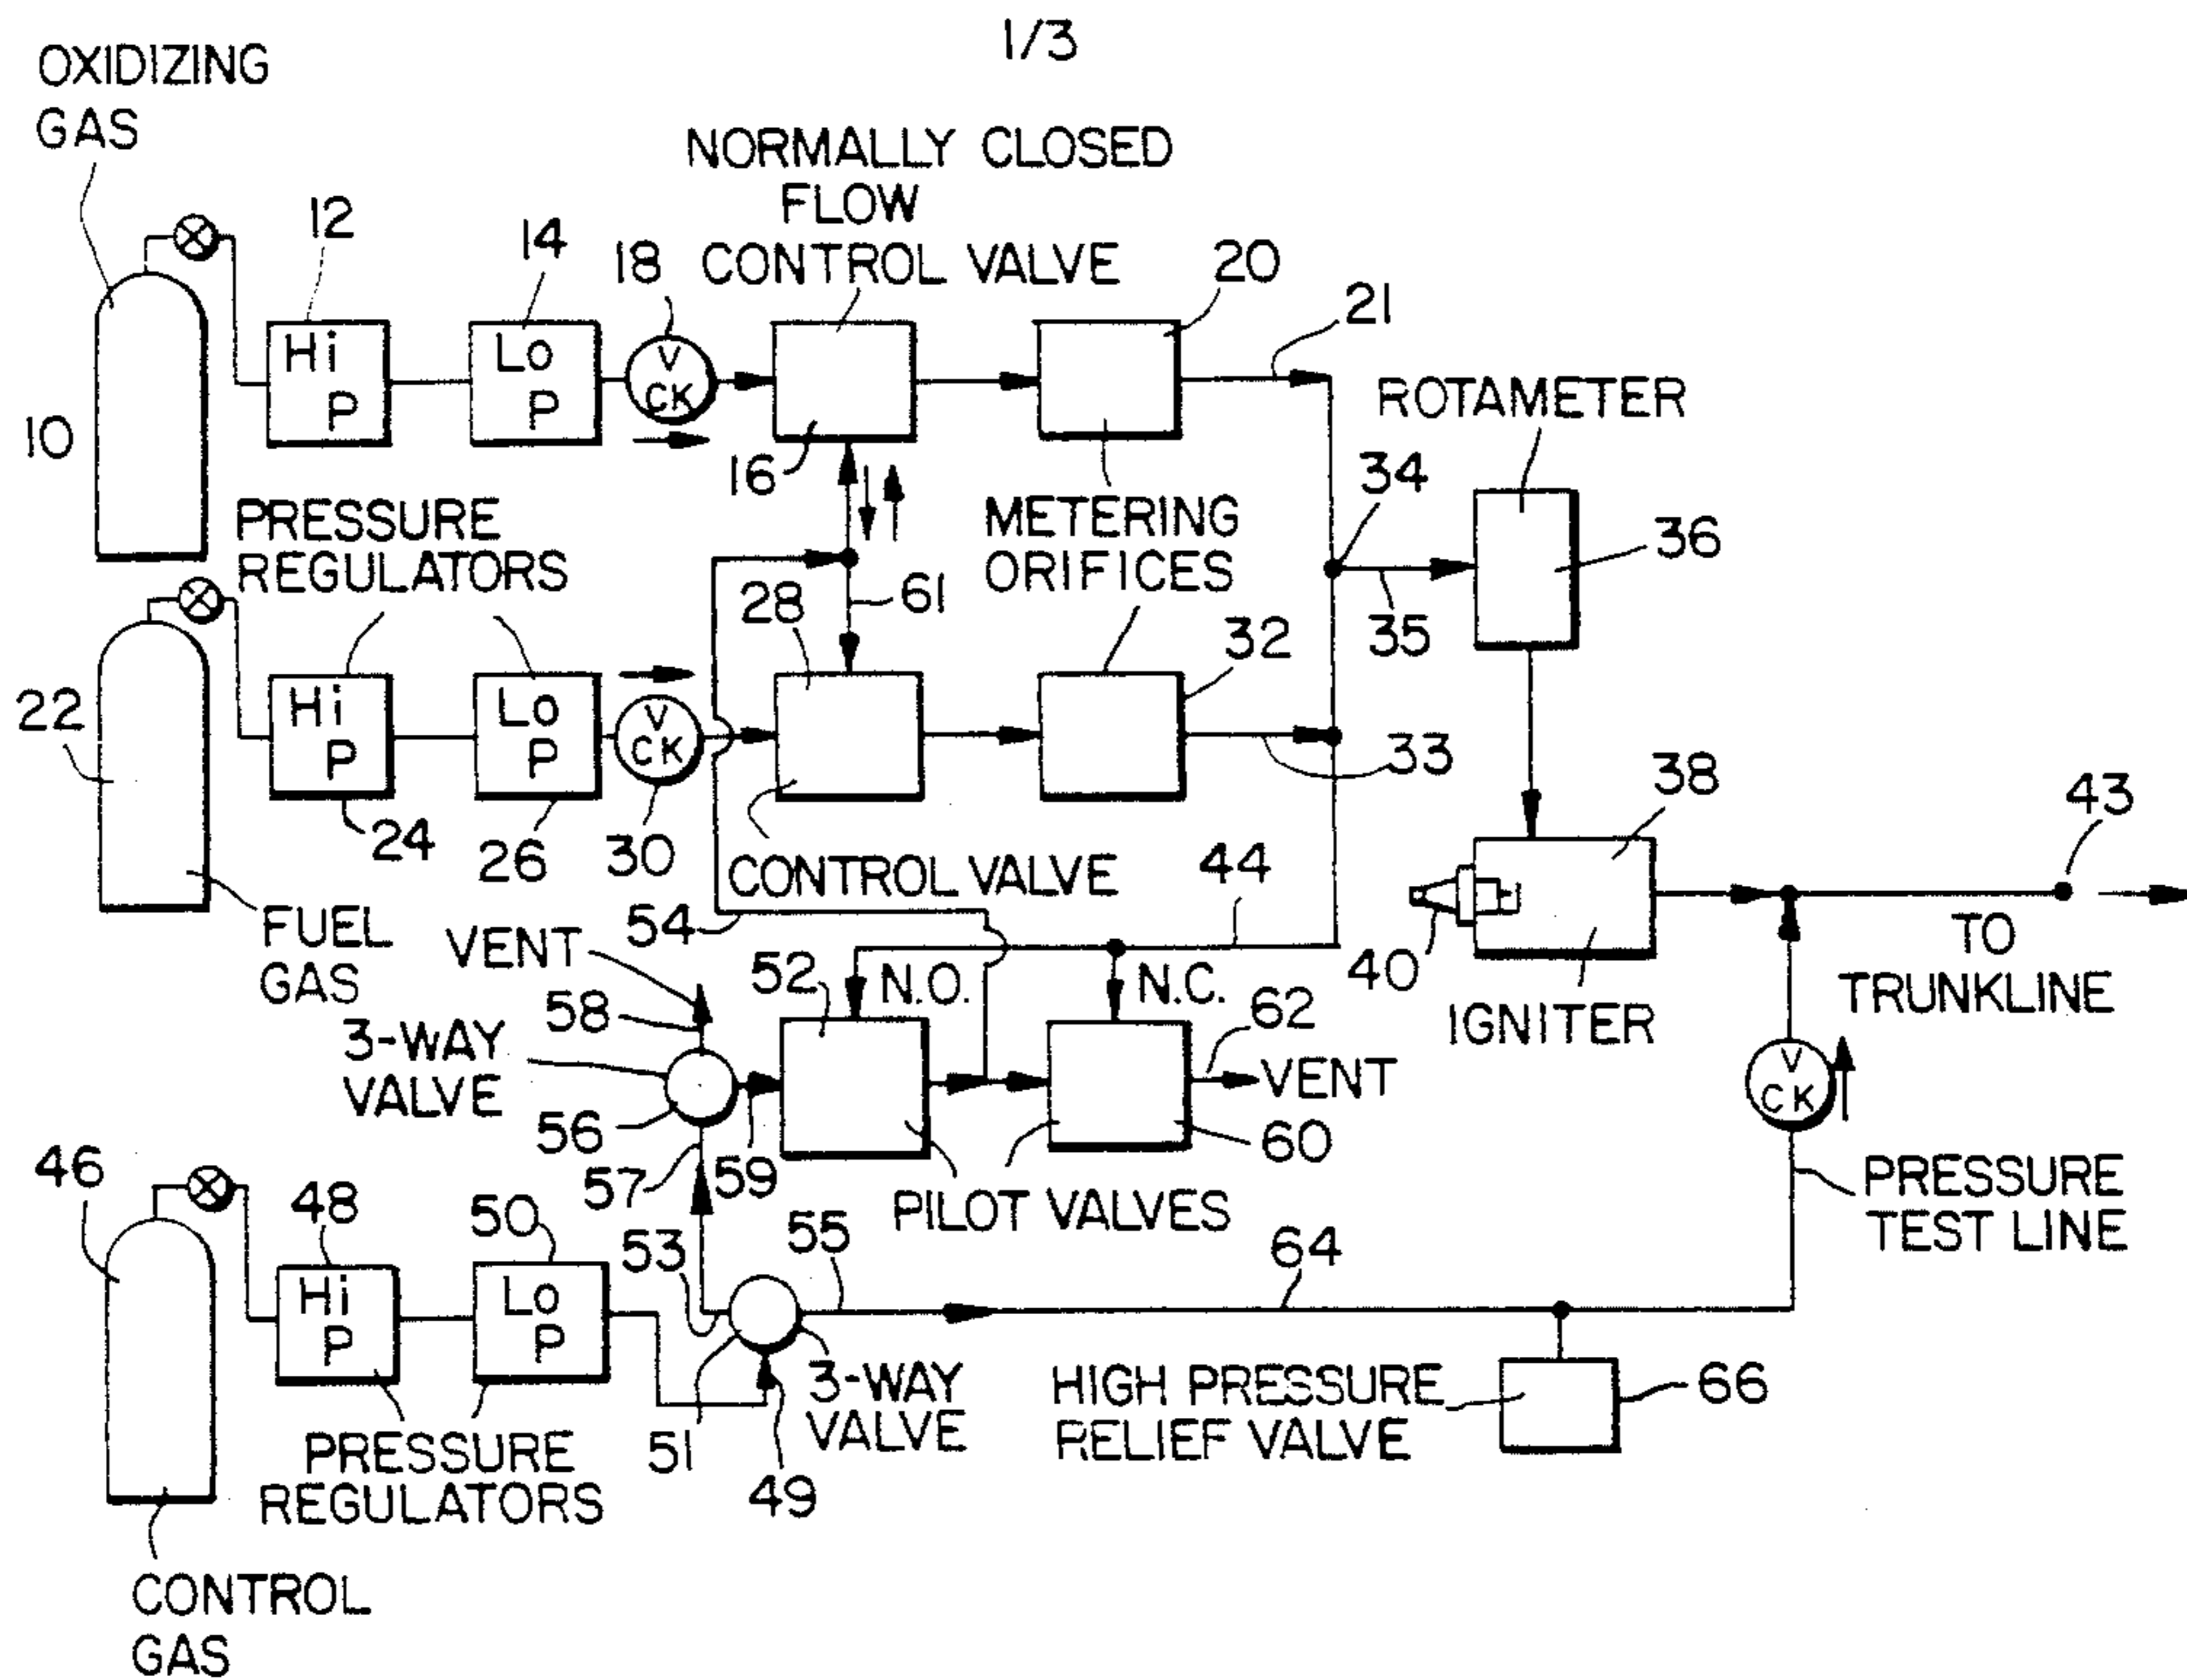 1/3
OXIDIZING
GAS
NORMALLY CLOSED
FLOW
CONTROL VALVE
12
14
18
20
21
Hi
P
Lo
P
V
CK
ROTAMETER
10
16
34
PRESSURE
REGULATORS
METERING
ORIFICES
36
28
61
35
32
22
Hi
P
Lo
P
V
CK
33
38
43
24
26
30
CONTROL VALVE
44
FUEL
GAS
54
VENT
52
N.O.
N.C.
40
TO
TRUNKLINE
58
IGNITER
3-WAY
VALVE
62
VENT
V
CK
56
60
46
57
59
PRESSURE
TEST LINE
48
50
PILOT VALVES
53
55
64
Hi
P
Lo
P
3-WAY
VALVE
HIGH PRESSURE
RELIEF VALVE
66
51
49
PRESSURE
REGULATORS
CONTROL
GAS